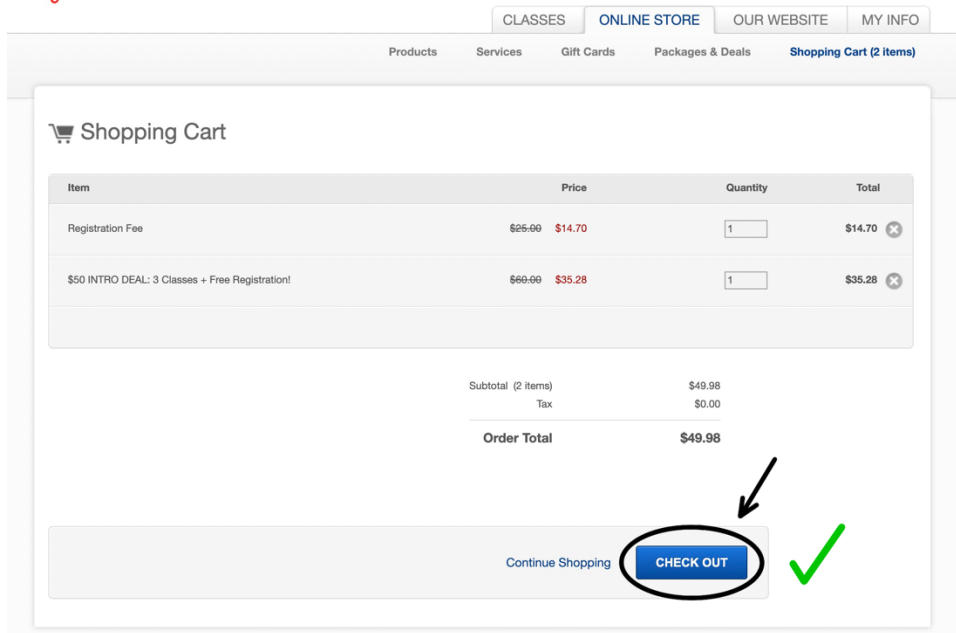 CLASSES ONLINE STORE OUR WEBSITE MY INFO
Products Services Gift Cards Packages & Deals Shopping Cart (2 items)
Shopping Cart
Item Price Quantity Total
Registration Fee $25.00 $14.70 1 $14.70
$50 INTRO DEAL: 3 Classes + Free Registration! $60.00 $35.28 1 $35.28
Subtotal (2 items) $49.98
Tax $0.00
Order Total $49.98
Continue Shopping CHECK OUT